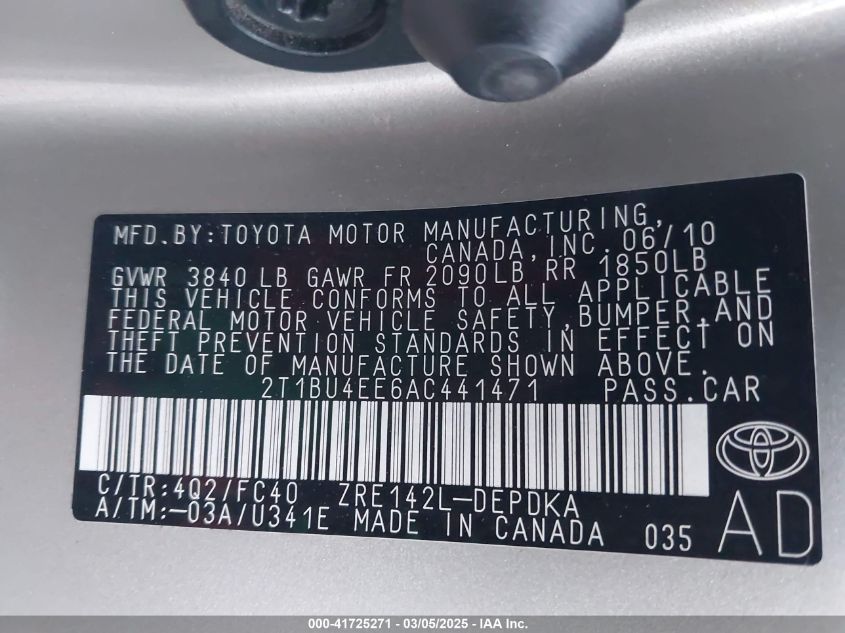 MFD.BY:TOYOTA MOTOR MANUFACTURING,
CANADA, INC. 06/10
GVWR 3840 LB GAWR FR 2090LB RR 1850LB
THIS VEHICLE CONFORMS TO ALL APPLICABLE
FEDERAL MOTOR VEHICLE SAFETY, BUMPER, AND
THEFT PREVENTION STANDARDS IN EFFECT ON
THE DATE OF MANUFACTURE SHOWN ABOVE.
2T1BU4EE6AC441471 PASS.CAR
C/TR:4Q2/FC40 ZRE142L-DEPDKA
A/TM:-03A/U341E MADE IN CANADA 035
AD
000-41725271 - 03/05/2025 - IAA Inc.